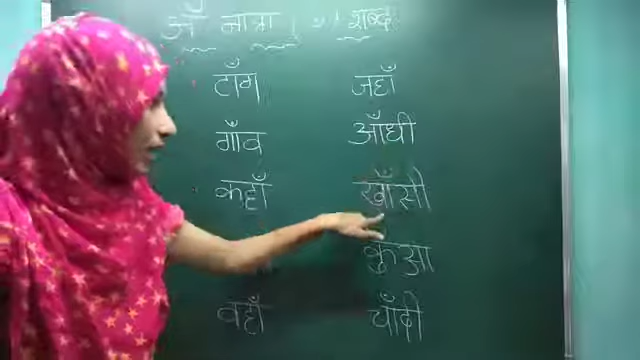 मात्रा शब्द
टाँग जहाँ
गाँव आँधी
कहाँ खाँसी
कुआ
वहाँ चाँदी